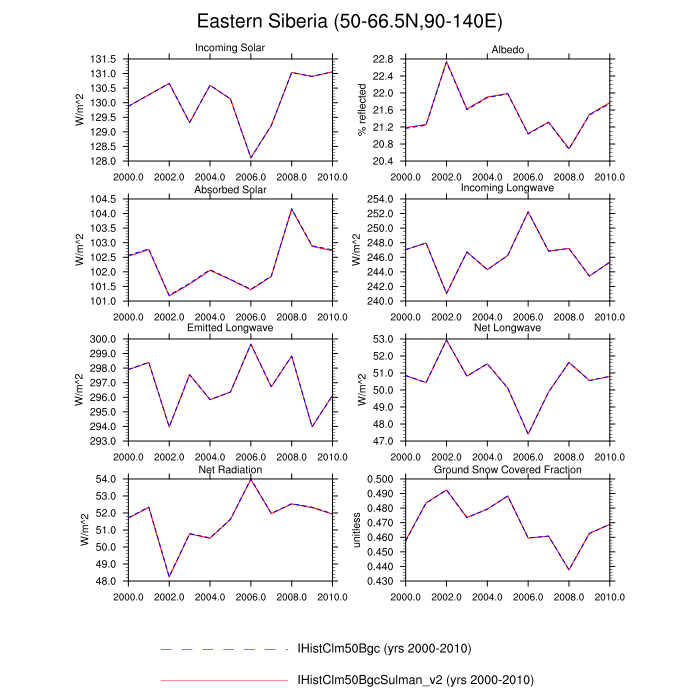 Eastern Siberia (50-66.5N,90-140E)
Incoming Solar
W/m^2
131.5
131.0
130.5
130.0
129.5
129.0
128.5
128.0
2000.0 2002.0 2004.0 2006.0 2008.0 2010.0
Albedo
% reflected
22.8
22.4
22.0
21.6
21.2
20.8
20.4
2000.0 2002.0 2004.0 2006.0 2008.0 2010.0
Absorbed Solar
W/m^2
104.5
104.0
103.5
103.0
102.5
102.0
101.5
101.0
2000.0 2002.0 2004.0 2006.0 2008.0 2010.0
Incoming Longwave
W/m^2
254.0
252.0
250.0
248.0
246.0
244.0
242.0
240.0
2000.0 2002.0 2004.0 2006.0 2008.0 2010.0
Emitted Longwave
W/m^2
300.0
299.0
298.0
297.0
296.0
295.0
294.0
293.0
2000.0 2002.0 2004.0 2006.0 2008.0 2010.0
Net Longwave
W/m^2
53.0
52.0
51.0
50.0
49.0
48.0
47.0
2000.0 2002.0 2004.0 2006.0 2008.0 2010.0
Net Radiation
W/m^2
54.0
53.0
52.0
51.0
50.0
49.0
48.0
2000.0 2002.0 2004.0 2006.0 2008.0 2010.0
Ground Snow Covered Fraction
unitless
0.500
0.490
0.480
0.470
0.460
0.450
0.440
0.430
2000.0 2002.0 2004.0 2006.0 2008.0 2010.0
IHistClm50Bgc (yrs 2000-2010)
IHistClm50BgcSulman_v2 (yrs 2000-2010)